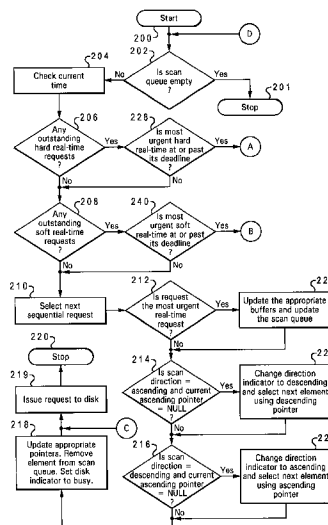 Start
200
D
202
204
Is scan
queue empty
?
No
Yes
Check current
time
201
Stop
206
226
Any
outstanding
hard real-time
requests
?
Yes
Is most
urgent hard
real-time at or past
its deadline
?
Yes
A
No
No
208
240
Any
outstanding
soft real-time
requests
?
Yes
Is most
urgent soft
real-time at or past
its deadline
?
Yes
B
No
No
210
212
22
Select next
sequential request
Is request
the most urgent
real-time
request
?
Yes
Update the appropriate
buffers and update
the scan queue
No
220
Stop
214
22
Is scan
direction =
ascending and current
ascending pointer
= NULL
?
Yes
Change direction
indicator to descending
and select next element
using descending
pointer
219
Issue request to disk
No
218
C
216
22
Update appropriate
pointers. Remove
element from scan
queue. Set disk
indicator to busy.
Is scan
direction =
descending and current
ascending pointer
= NULL
?
Yes
Change direction
indicator to ascending
and select next element
using ascending
pointer
No